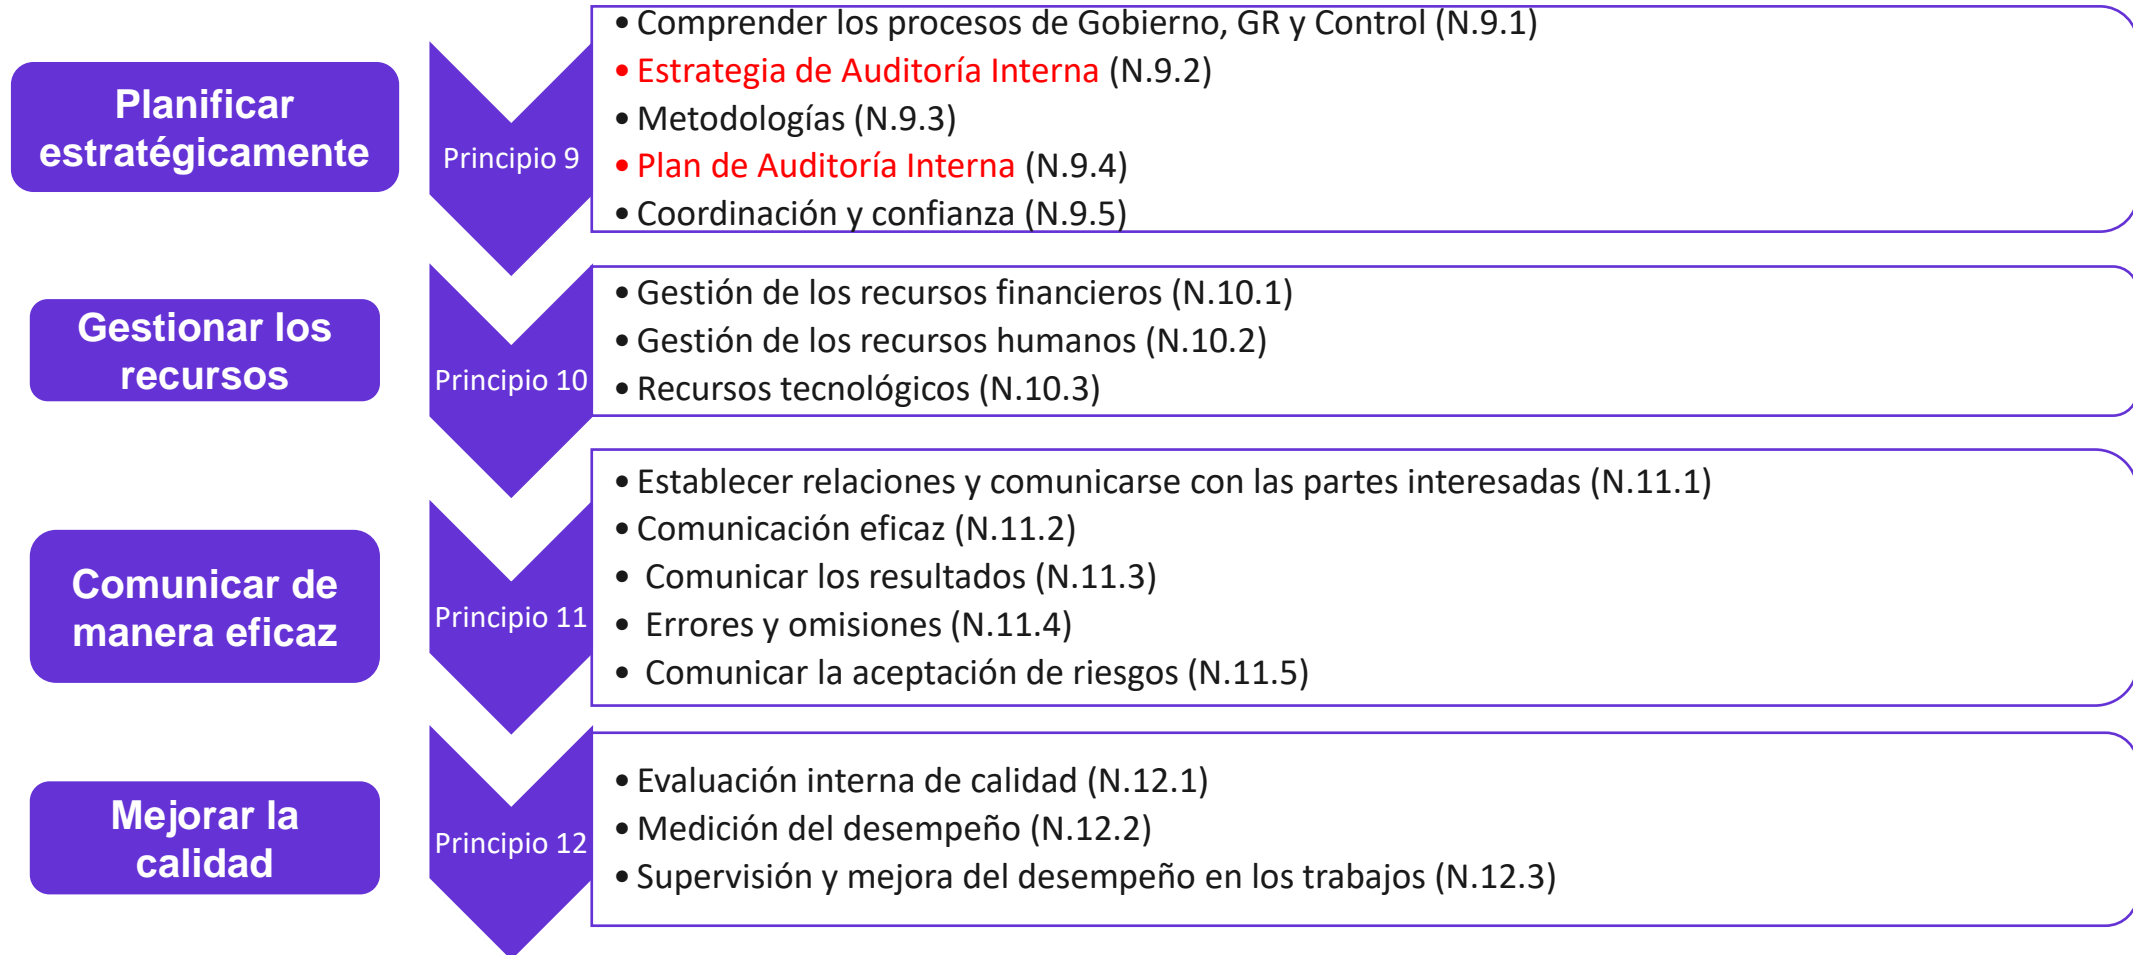 Planificar
estratégicamente
Principio 9
• Comprender los procesos de Gobierno, GR y Control (N.9.1)
• Estrategia de Auditoría Interna (N.9.2)
• Metodologías (N.9.3)
• Plan de Auditoría Interna (N.9.4)
• Coordinación y confianza (N.9.5)
Gestionar los
recursos
Principio 10
• Gestión de los recursos financieros (N.10.1)
• Gestión de los recursos humanos (N.10.2)
• Recursos tecnológicos (N.10.3)
Comunicar de
manera eficaz
Principio 11
• Establecer relaciones y comunicarse con las partes interesadas (N.11.1)
• Comunicación eficaz (N.11.2)
• Comunicar los resultados (N.11.3)
• Errores y omisiones (N.11.4)
• Comunicar la aceptación de riesgos (N.11.5)
Mejorar la
calidad
Principio 12
• Evaluación interna de calidad (N.12.1)
• Medición del desempeño (N.12.2)
• Supervisión y mejora del desempeño en los trabajos (N.12.3)